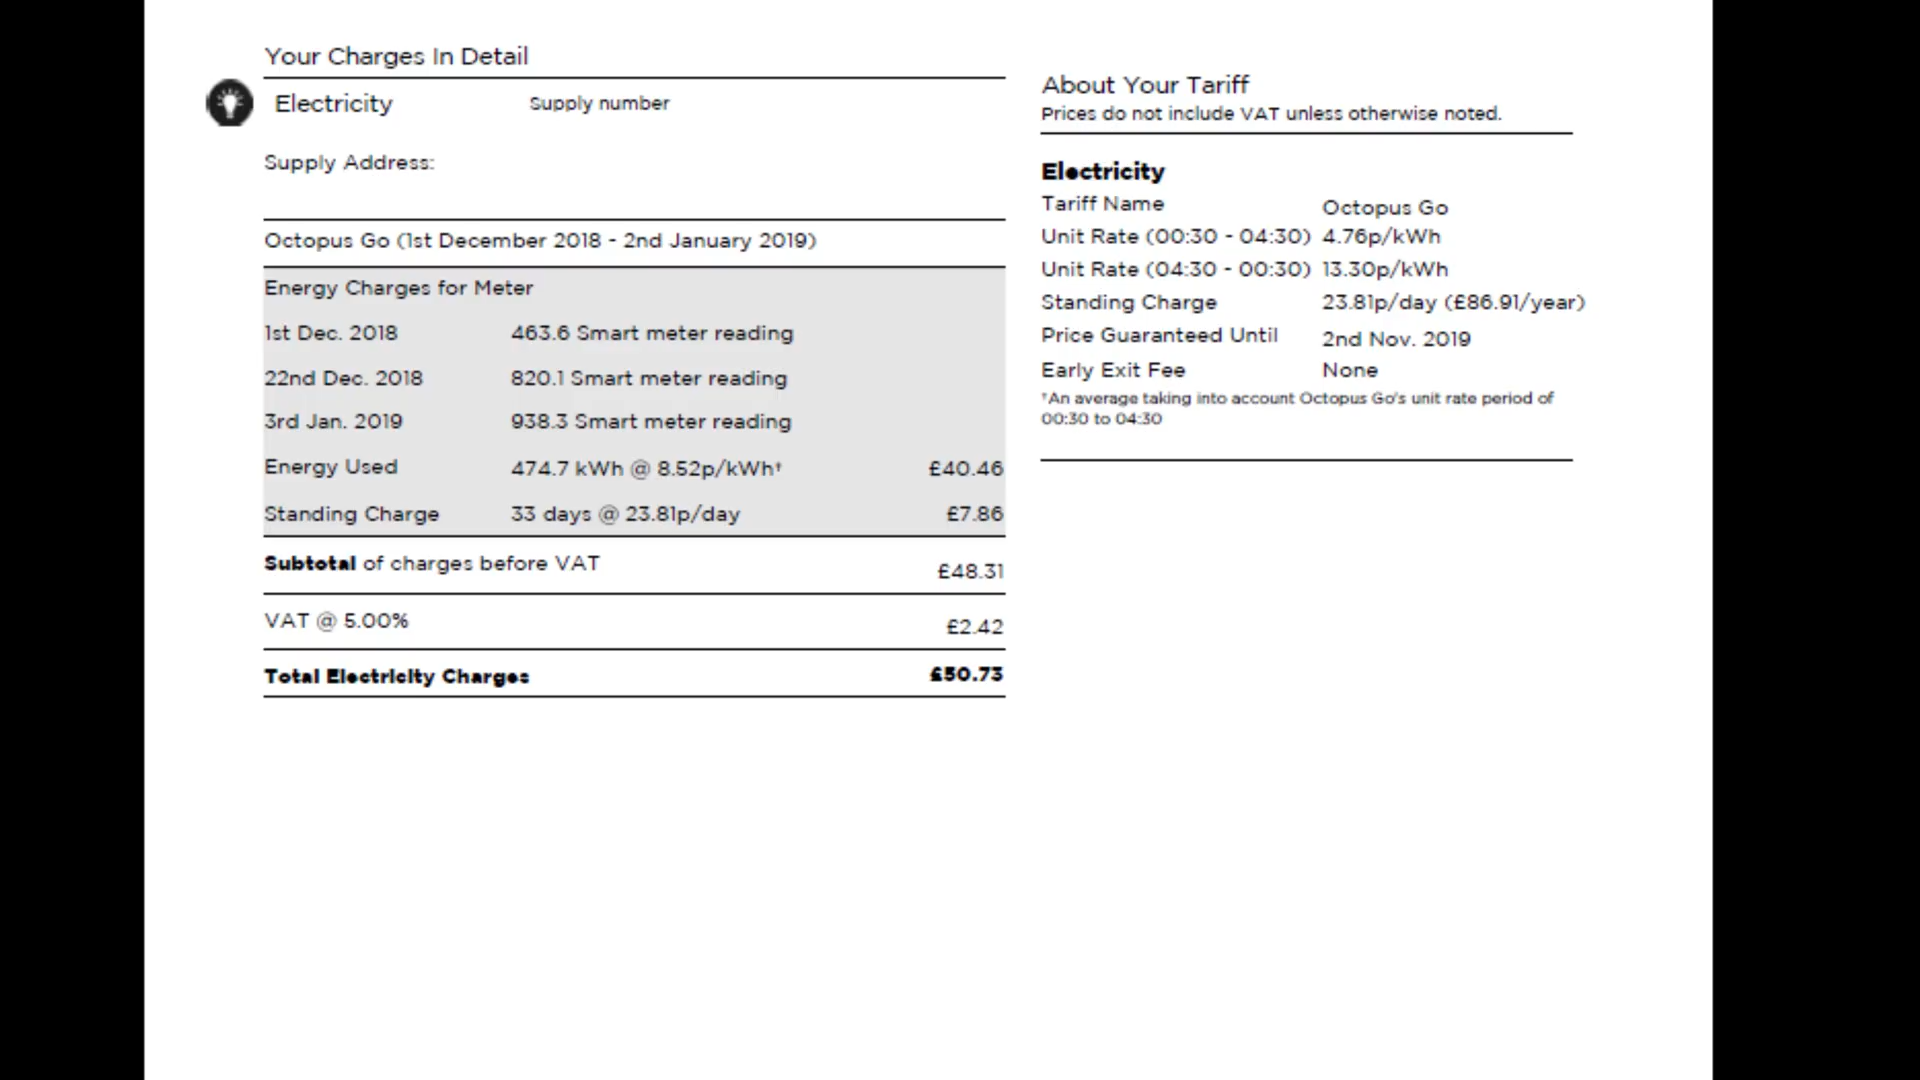 Your Charges In Detail
Electricity Supply number
Supply Address:
Octopus Go (1st December 2018 - 2nd January 2019)
Energy Charges for Meter
1st Dec. 2018 463.6 Smart meter reading
22nd Dec. 2018 820.1 Smart meter reading
3rd Jan. 2019 938.3 Smart meter reading
Energy Used 474.7 kWh @ 8.52p/kWh† £40.46
Standing Charge 33 days @ 23.81p/day £7.86
Subtotal of charges before VAT £48.31
VAT @ 5.00% £2.42
Total Electricity Charges £50.73
About Your Tariff
Prices do not include VAT unless otherwise noted.
Electricity
Tariff Name Octopus Go
Unit Rate (00:30 - 04:30) 4.76p/kWh
Unit Rate (04:30 - 00:30) 13.30p/kWh
Standing Charge 23.81p/day (£86.91/year)
Price Guaranteed Until 2nd Nov. 2019
Early Exit Fee None
†An average taking into account Octopus Go's unit rate period of
00:30 to 04:30